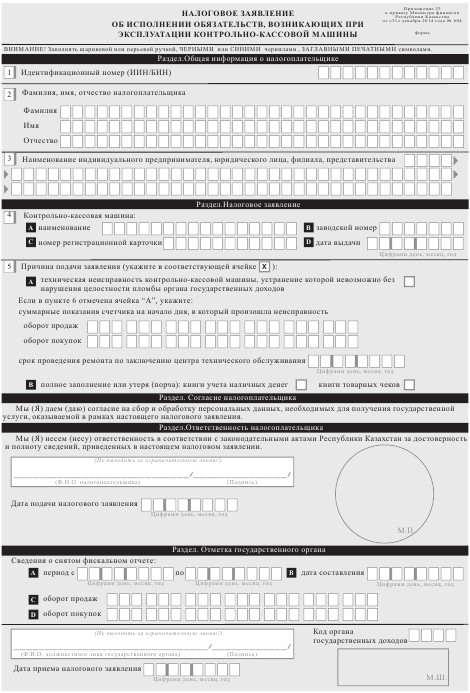 Приложение 23
к приказу Министра финансов
Республики Казахстан
от «31» декабря 2014 года № 604
форма
НАЛОГОВОЕ ЗАЯВЛЕНИЕ
ОБ ИСПОЛНЕНИИ ОБЯЗАТЕЛЬСТВ, ВОЗНИКАЮЩИХ ПРИ
ЭКСПЛУАТАЦИИ КОНТРОЛЬНО-КАССОВОЙ МАШИНЫ
ВНИМАНИЕ! Заполнять шариковой или перьевой ручкой, ЧЕРНЫМИ или СИНИМИ чернилами , ЗАГЛАВНЫМИ ПЕЧАТНЫМИ символами.
Раздел.Общая информация о налогоплательщике
1 Идентификационный номер (ИИН/БИН)
2 Фамилия, имя, отчество налогоплательщика
Фамилия
Имя
Отчество
3 Наименование индивидуального предпринимателя, юридического лица, филиала, представительства
Раздел.Налоговое заявление
4 Контрольно-кассовая машина:
A наименование B заводской номер
C номер регистрационной карточки D дата выдачи
Цифрами день, месяц, год
5 Причина подачи заявления (укажите в соответствующей ячейке X ):
A техническая неисправность контрольно-кассовой машины, устранение которой невозможно без
нарушения целостности пломбы органа государственных доходов
Если в пункте 6 отмечена ячейка “А”, укажите:
суммарные показания счетчика на начало дня, в который произошла неисправность
оборот продаж
оборот покупок
срок проведения ремонта по заключению центра технического обслуживания
Цифрами день, месяц, год
B полное заполнение или утеря (порча): книги учета наличных денег книги товарных чеков
Раздел. Согласие налогоплательщика
Мы (Я) даем (даю) согласие на сбор и обработку персональных данных, необходимых для получения государственной
услуги, оказываемой в рамках настоящего налогового заявления.
Раздел.Ответственность налогоплательщика
Мы (Я) несем (несу) ответственность в соответствии с законодательными актами Республики Казахстан за достоверность
и полноту сведений, приведенных в настоящем налоговом заявлении.
(Не выходить за ограничительную линию!)
(Ф.И.О. налогоплательщика) (Подпись)
Дата подачи налогового заявления
Цифрами день, месяц, год
М.П.
Раздел. Отметка государственного органа
Сведения о снятом фискальном отчете:
A период с по B дата составления
Цифрами день, месяц, год Цифрами день, месяц, год Цифрами день, месяц, год
C оборот продаж
D оборот покупок
(Не выходить за ограничительную линию!)
(Ф.И.О. должностного лица государственного органа) (Подпись)
Код органа
государственных доходов
Дата приема налогового заявления
Цифрами день, месяц, год
М.Ш.